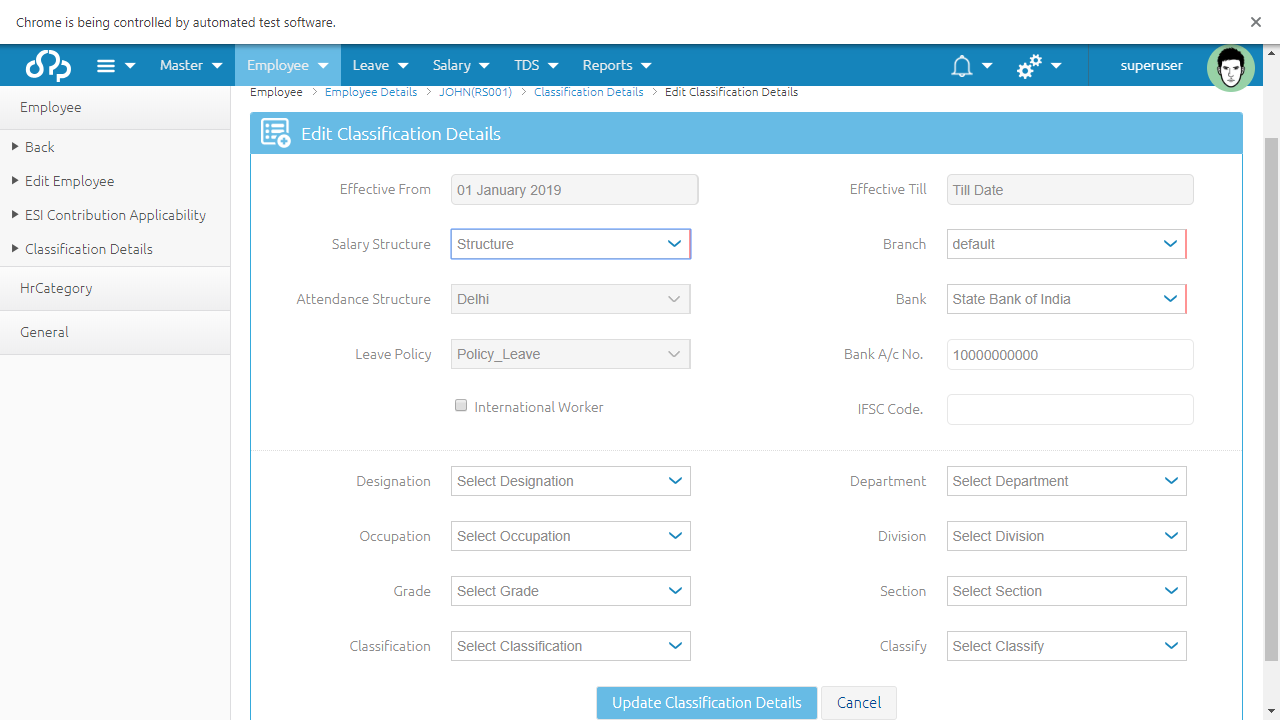 Chrome is being controlled by automated test software.
Master Employee Leave Salary TDS Reports superuser
Employee > Employee Details > JOHN(RS001) > Classification Details > Edit Classification Details
Employee
Back
Edit Employee
ESI Contribution Applicability
Classification Details
HrCategory
General
Edit Classification Details
Effective From 01 January 2019 Effective Till Till Date
Salary Structure Structure Branch default
Attendance Structure Delhi Bank State Bank of India
Leave Policy Policy_Leave Bank A/c No. 10000000000
International Worker IFSC Code.
Designation Select Designation Department Select Department
Occupation Select Occupation Division Select Division
Grade Select Grade Section Select Section
Classification Select Classification Classify Select Classify
Update Classification Details Cancel